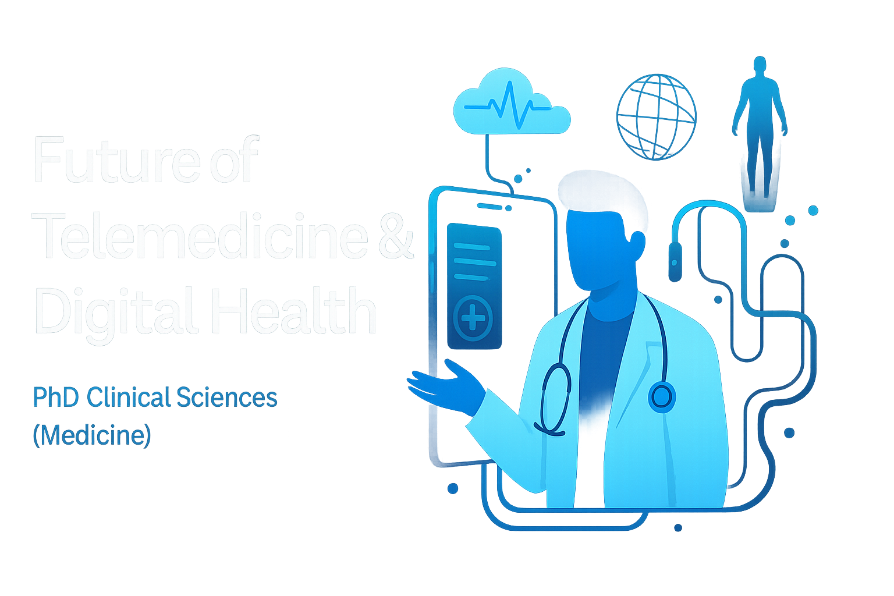 Future of
Telemedicine &
Digital Health
PhD Clinical Sciences
(Medicine)